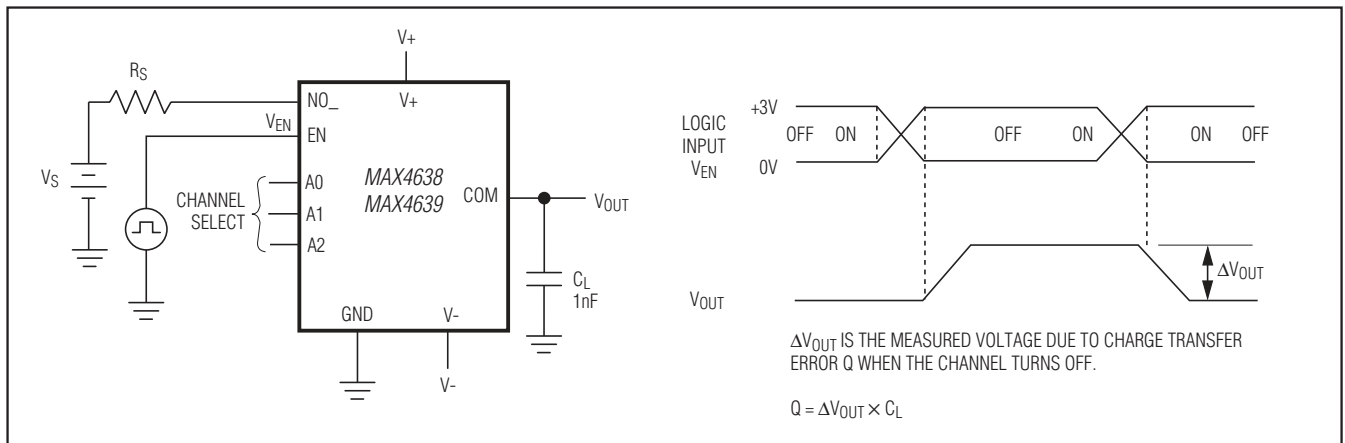 V+
RS
NO_
V+
VEN
EN
VS
A0
MAX4638
CHANNEL
SELECT
A1
MAX4639
COM
VOUT
A2
CL
1nF
GND
V-
V-
LOGIC
INPUT
VEN
+3V
0V
OFF ON OFF ON ON OFF
VOUT
ΔVOUT
ΔVOUT IS THE MEASURED VOLTAGE DUE TO CHARGE TRANSFER
ERROR Q WHEN THE CHANNEL TURNS OFF.
Q = ΔVOUT × CL